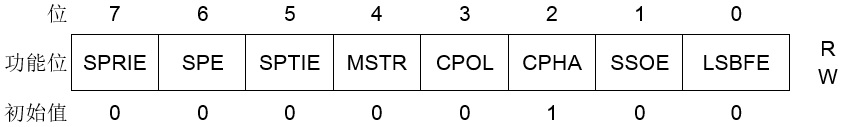 位 7 6 5 4 3 2 1 0
功能位 SPRIE SPE SPTIE MSTR CPOL CPHA SSOE LSBFE R W
初始值 0 0 0 0 0 1 0 0